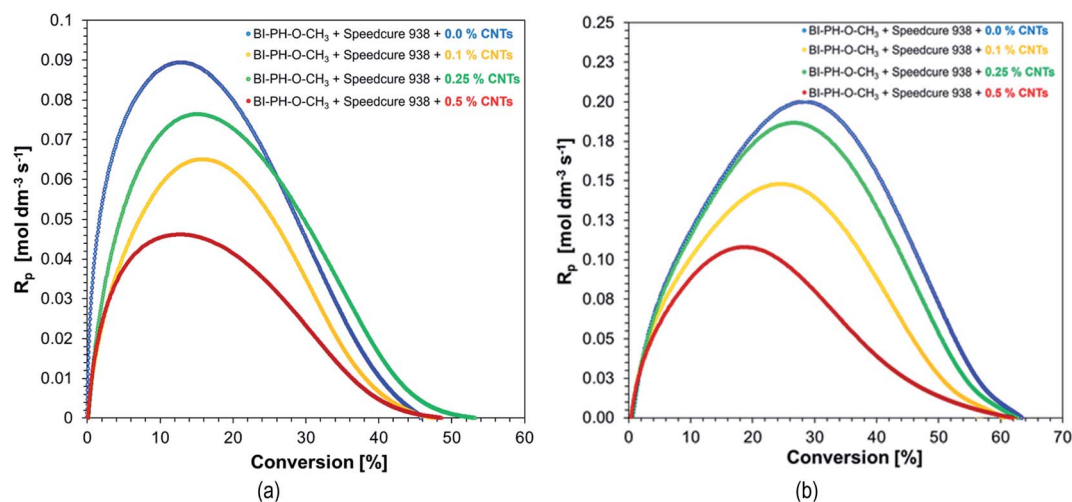 0.1
0.09
0.08
0.07
0.06
0.05
0.04
0.03
0.02
0.01
0
R_p [mol dm⁻³ s⁻¹]
BI-PH-O-CH₃ + Speedcure 938 + 0.0 % CNTs
BI-PH-O-CH₃ + Speedcure 938 + 0.1 % CNTs
BI-PH-O-CH₃ + Speedcure 938 + 0.25 % CNTs
BI-PH-O-CH₃ + Speedcure 938 + 0.5 % CNTs
0 10 20 30 40 50 60
Conversion [%]
(a)
0.25
0.23
0.20
0.18
0.15
0.13
0.10
0.08
0.05
0.03
0.00
R_p [mol dm⁻³ s⁻¹]
BI-PH-O-CH₃ + Speedcure 938 + 0.0 % CNTs
BI-PH-O-CH₃ + Speedcure 938 + 0.1 % CNTs
BI-PH-O-CH₃ + Speedcure 938 + 0.25 % CNTs
BI-PH-O-CH₃ + Speedcure 938 + 0.5 % CNTs
0 10 20 30 40 50 60 70
Conversion [%]
(b)